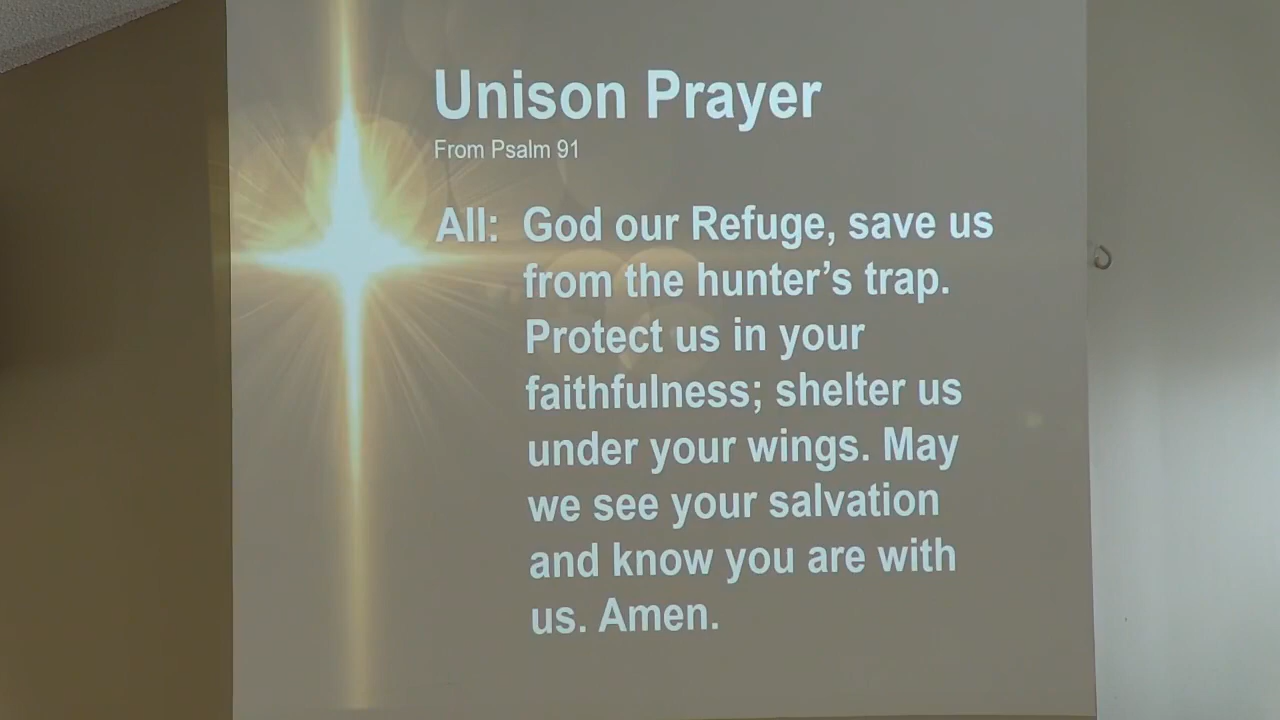 Unison Prayer
From Psalm 91
All: God our Refuge, save us
from the hunter’s trap.
Protect us in your
faithfulness; shelter us
under your wings. May
we see your salvation
and know you are with
us. Amen.